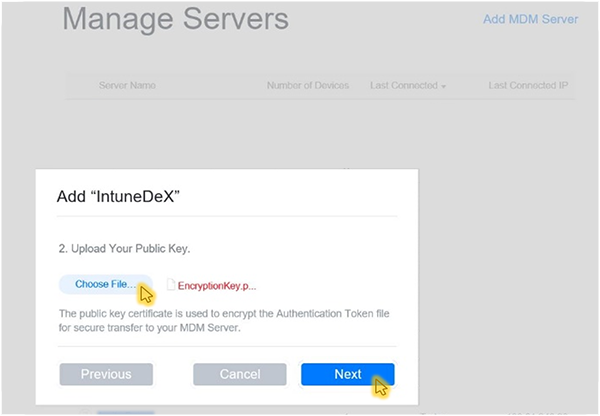 Manage Servers
Add MDM Server
Server Name Number of Devices Last Connected Last Connected IP
Add “IntuneDeX”
2. Upload Your Public Key.
Choose File... EncryptionKey.p...
The public key certificate is used to encrypt the Authentication Token file
for secure transfer to your MDM Server.
Previous Cancel Next